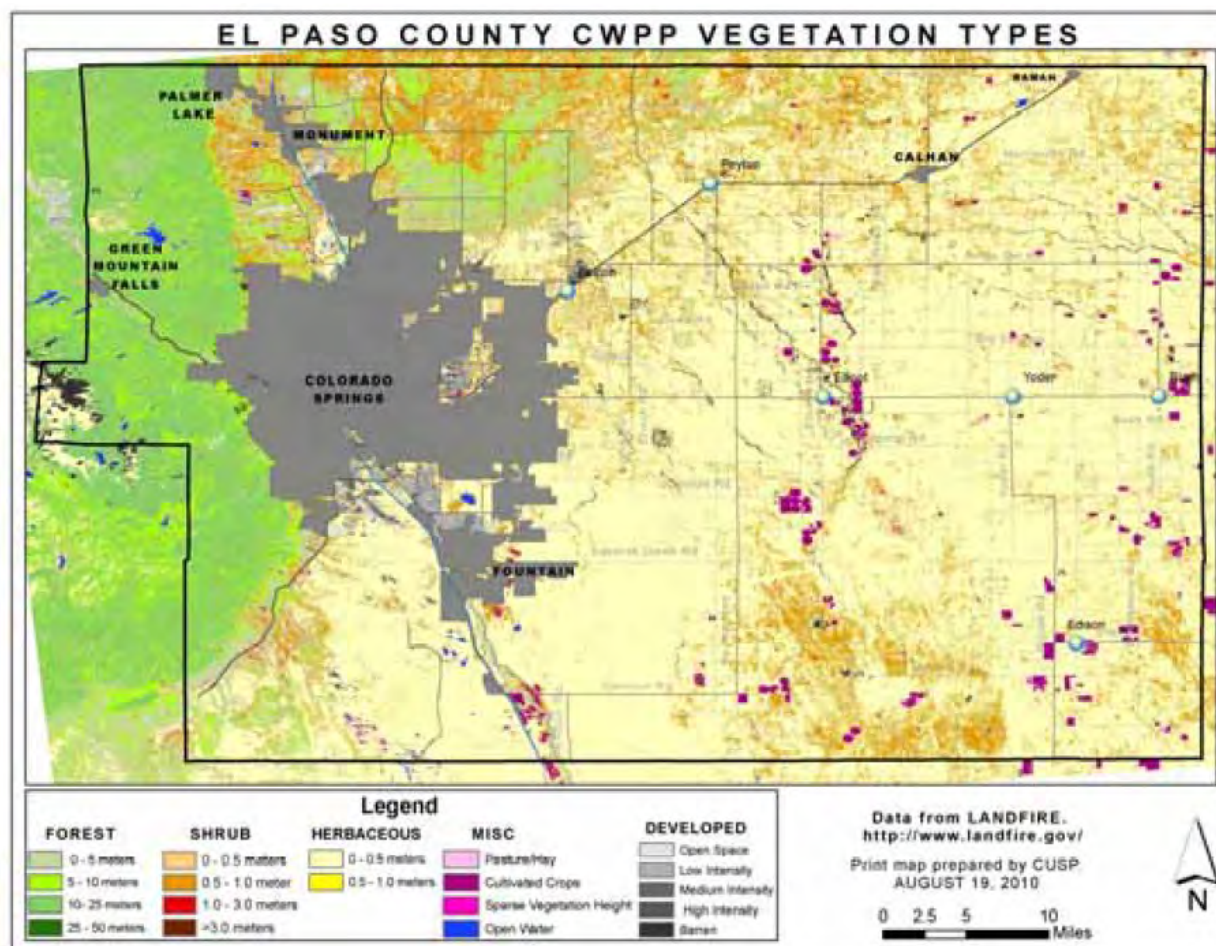 EL PASO COUNTY CWPP VEGETATION TYPES
RAMAH
PALMER
LAKE
MONUMENT
CALHAN
Peyton
GREEN
MOUNTAIN
FALLS
COLORADO
SPRINGS
Ellicot
Yoder
FOUNTAIN
Edison
Legend
FOREST
0 - 5 meters
5 - 10 meters
10- 25 meters
25 - 50 meters
SHRUB
0 - 0.5 meters
0.5 - 1.0 meter
1.0 - 3.0 meters
>3.0 meters
HERBACEOUS
0 - 0.5 meters
0.5 - 1.0 meters
MISC
Pasture/Hay
Cultivated Crops
Sparse Vegetation Height
Open Water
DEVELOPED
Open Space
Low Intensity
Medium Intensity
High Intensity
Barren
Data from LANDFIRE.
http://www.landfire.gov/
Print map prepared by CUSP
AUGUST 19, 2010
0 2.5 5 10
Miles
N